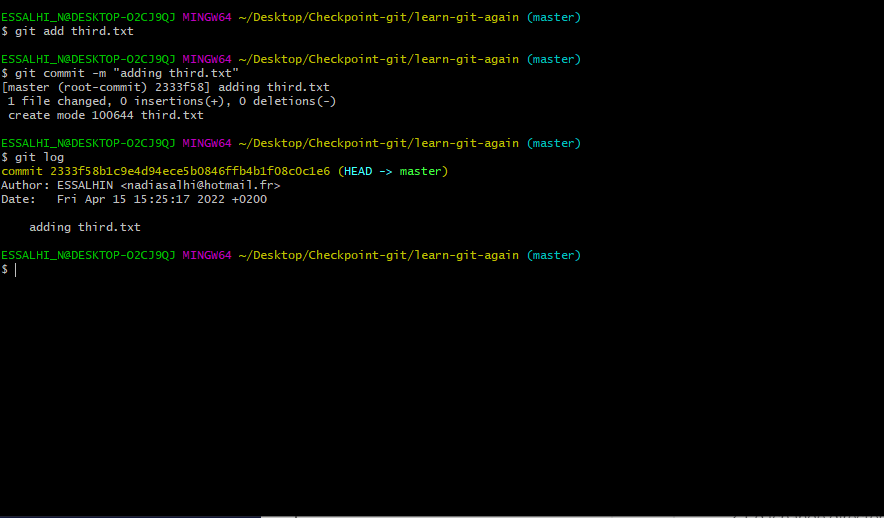 ESSALHI_N@DESKTOP-O2CJ9QJ MINGW64 ~/Desktop/Checkpoint-git/learn-git-again (master)
$ git add third.txt
ESSALHI_N@DESKTOP-O2CJ9QJ MINGW64 ~/Desktop/Checkpoint-git/learn-git-again (master)
$ git commit -m "adding third.txt"
[master (root-commit) 2333f58] adding third.txt
 1 file changed, 0 insertions(+), 0 deletions(-)
 create mode 100644 third.txt
ESSALHI_N@DESKTOP-O2CJ9QJ MINGW64 ~/Desktop/Checkpoint-git/learn-git-again (master)
$ git log
commit 2333f58b1c9e4d94ece5b0846ffb4b1f08c0c1e6 (HEAD -> master)
Author: ESSALHIN <nadiasalhi@hotmail.fr>
Date:   Fri Apr 15 15:25:17 2022 +0200
    adding third.txt
ESSALHI_N@DESKTOP-O2CJ9QJ MINGW64 ~/Desktop/Checkpoint-git/learn-git-again (master)
$